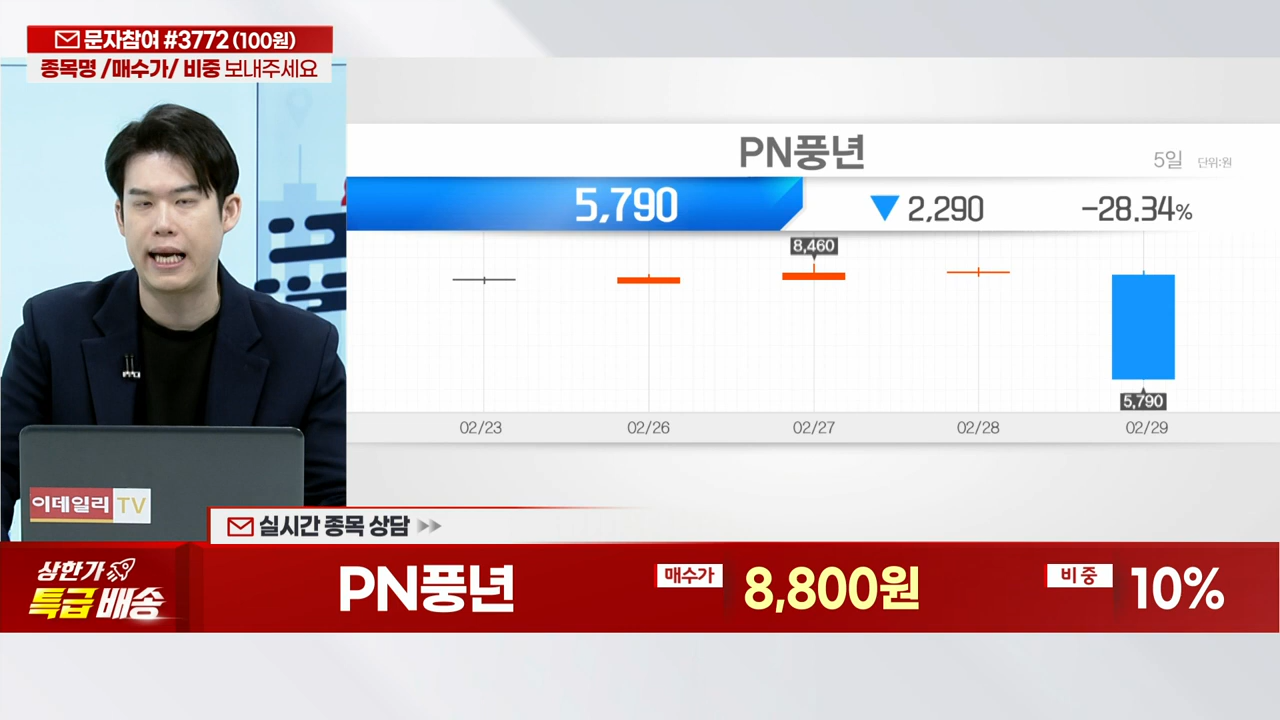 문자참여 #3772 (100원)
종목명 /매수가/ 비중 보내주세요
PN풍년
5일 단위:원
5,790 ▼ 2,290 -28.34%
8,460
5,790
02/23 02/26 02/27 02/28 02/29
이데일리 TV
실시간 종목 상담
상한가
특급 배송
PN풍년 매수가 8,800원 비중 10%